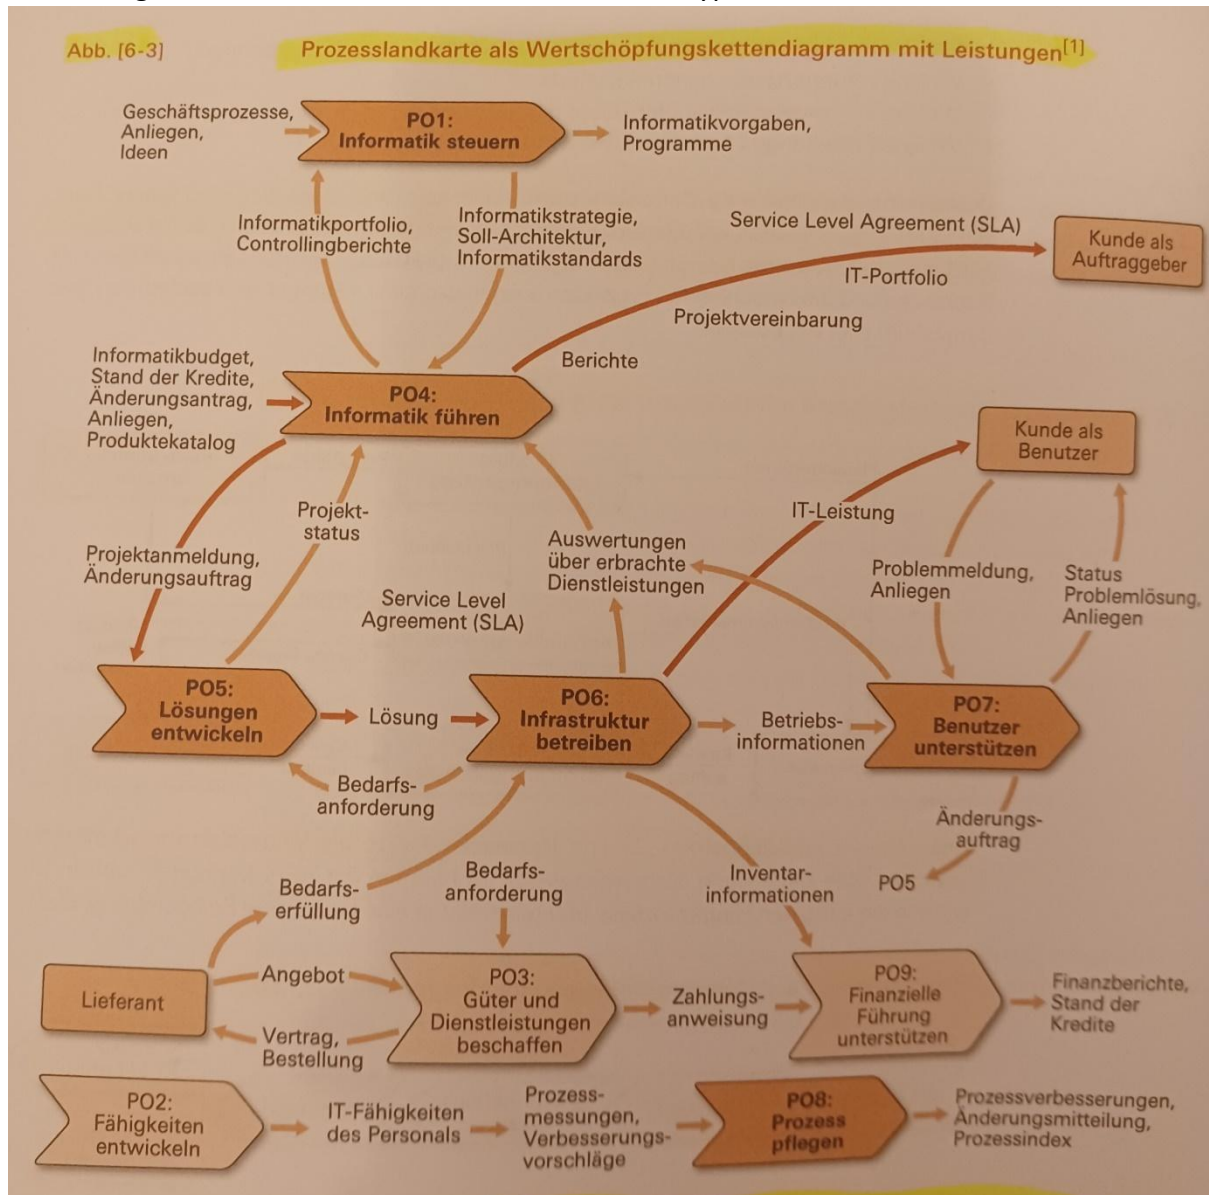 Abb. [6-3]
Prozesslandkarte als Wertschöpfungskettendiagramm mit Leistungen[1]
Geschäftsprozesse,
Anliegen,
Ideen
PO1:
Informatik steuern
Informatikvorgaben,
Programme
Informatikportfolio,
Controllingberichte
Informatikstrategie,
Soll-Architektur,
Informatikstandards
Service Level Agreement (SLA)
IT-Portfolio
Projektvereinbarung
Berichte
Kunde als
Auftraggeber
Informatikbudget,
Stand der Kredite,
Änderungsantrag,
Anliegen,
Produktekatalog
PO4:
Informatik führen
Kunde als
Benutzer
Projekt-
status
IT-Leistung
Auswertungen
über erbrachte
Dienstleistungen
Projektanmeldung,
Änderungsauftrag
Service Level
Agreement (SLA)
Problemmeldung,
Anliegen
Status
Problemlösung,
Anliegen
PO5:
Lösungen
entwickeln
Lösung
PO6:
Infrastruktur
betreiben
Betriebs-
informationen
PO7:
Benutzer
unterstützen
Bedarfs-
anforderung
Änderungs-
auftrag
PO5
Bedarfs-
erfüllung
Bedarfs-
anforderung
Inventar-
informationen
Lieferant
Angebot
Vertrag,
Bestellung
PO3:
Güter und
Dienstleistungen
beschaffen
Zahlungs-
anweisung
PO9:
Finanzielle
Führung
unterstützen
Finanzberichte,
Stand der
Kredite
PO2:
Fähigkeiten
entwickeln
IT-Fähigkeiten
des Personals
Prozess-
messungen,
Verbesserungs-
vorschläge
PO8:
Prozess
pflegen
Prozessverbesserungen,
Änderungsmitteilung,
Prozessindex